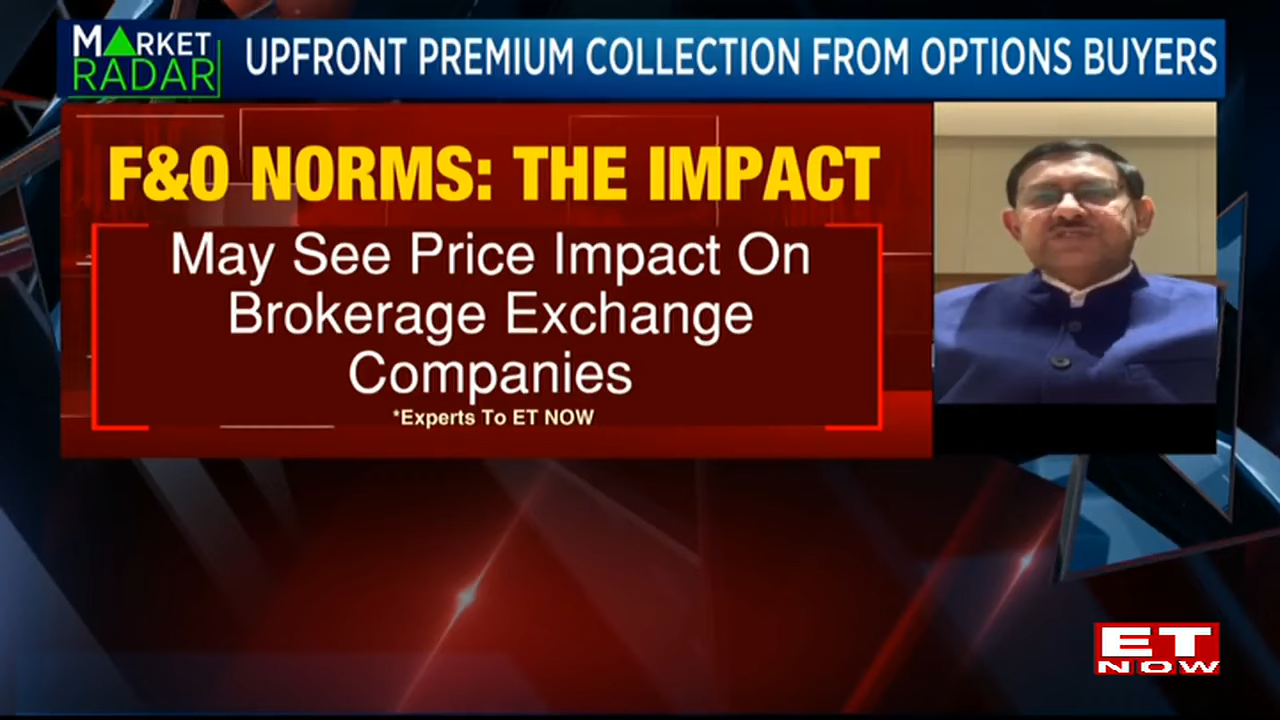 MARKET
RADAR
UPFRONT PREMIUM COLLECTION FROM OPTIONS BUYERS
F&O NORMS: THE IMPACT
May See Price Impact On
Brokerage Exchange
Companies
*Experts To ET NOW
ET
NOW